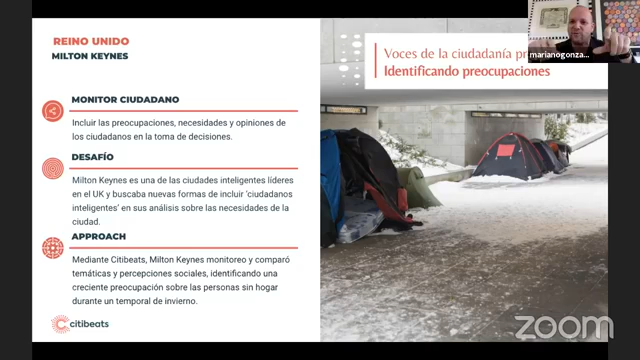 REINO UNIDO
MILTON KEYNES
MONITOR CIUDADANO
Incluir las preocupaciones, necesidades y opiniones de
los ciudadanos en la toma de decisiones.
DESAFÍO
Milton Keynes es una de las ciudades inteligentes líderes
en el UK y buscaba nuevas formas de incluir ‘ciudadanos
inteligentes’ en sus análisis sobre las necesidades de la
ciudad.
APPROACH
Mediante Citibeats, Milton Keynes monitoreo y comparó
temáticas y percepciones sociales, identificando una
creciente preocupación sobre las personas sin hogar
durante un temporal de invierno.
citibeats
Voces de la ciudadanía
Identificando preocupaciones
marianogonza...
zoom